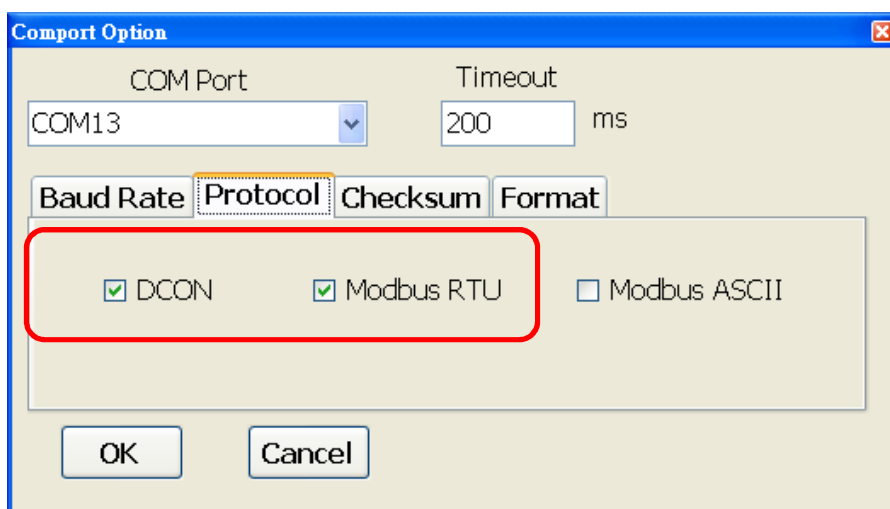 Comport Option
COM Port Timeout
COM13 200 ms
Baud Rate Protocol Checksum Format
DCON Modbus RTU Modbus ASCII
OK Cancel